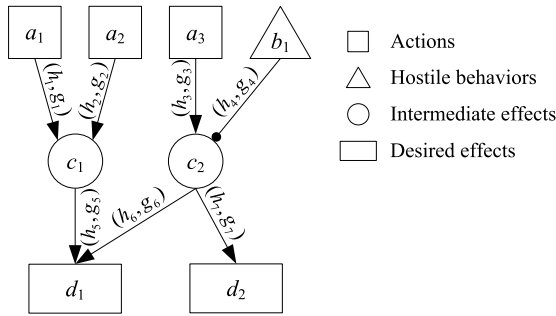 a₁ a₂ a₃ b₁
(h₁,g₁) (h₂,g₂) (h₃,g₃) (h₄,g₄)
c₁ c₂
(h₅,g₅) (h₆,g₆) (h₇,g₇)
d₁ d₂
Actions
Hostile behaviors
Intermediate effects
Desired effects